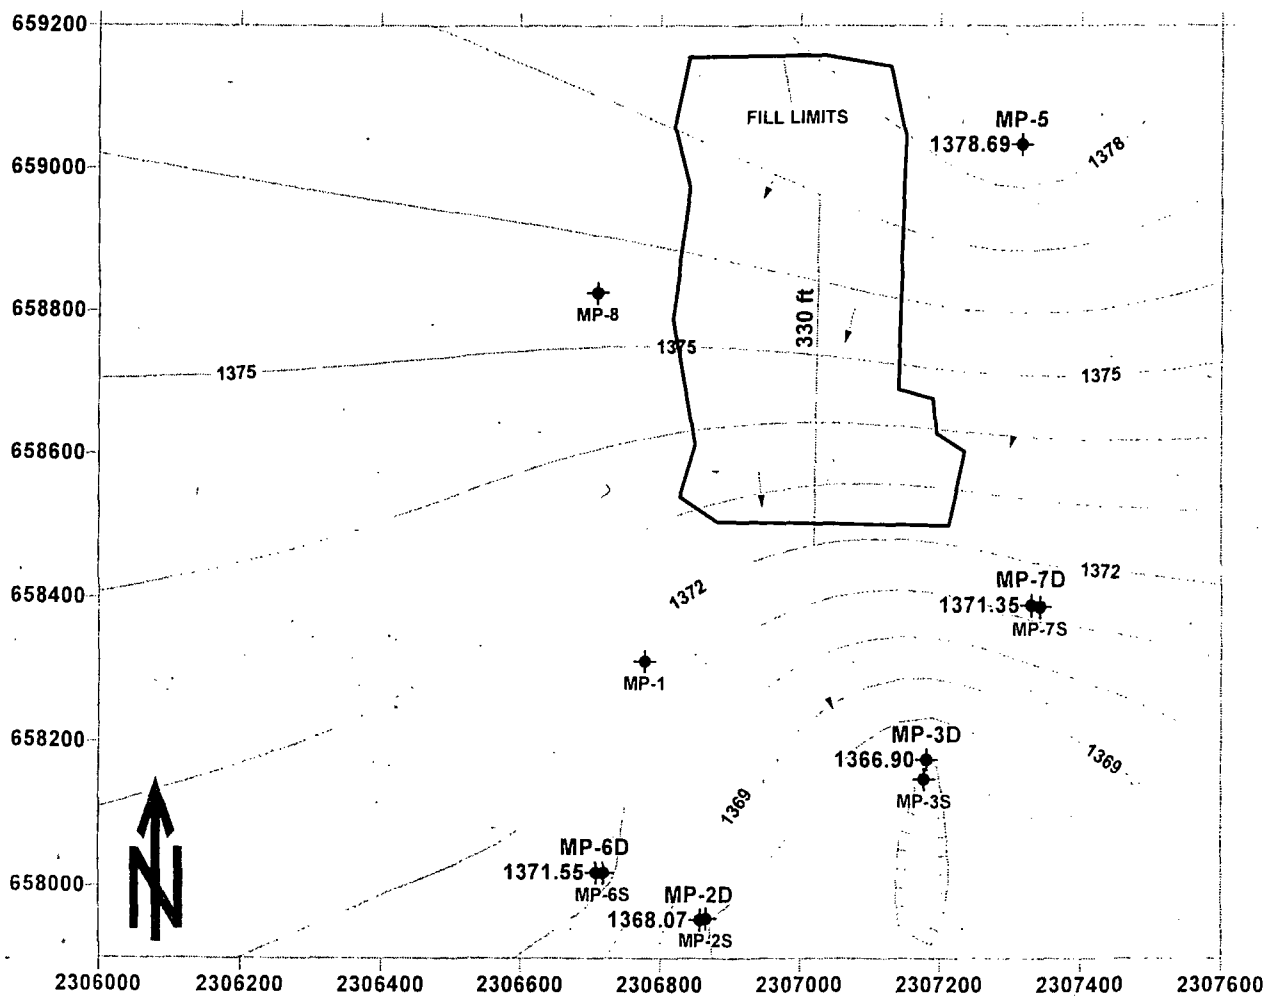 659200
FILL LIMITS
MP-5
1378.69
1378
659000
658800
MP-8
330 ft
1375
1375
1375
658600
1372
1372
MP-7D
658400
1371.35
MP-7S
MP-1
658200
MP-3D
1366.90
1369
MP-3S
1369
N
MP-6D
658000
1371.55
MP-6S
MP-2D
1368.07
MP-2S
2306000
2306200
2306400
2306600
2306800
2307000
2307200
2307400
2307600